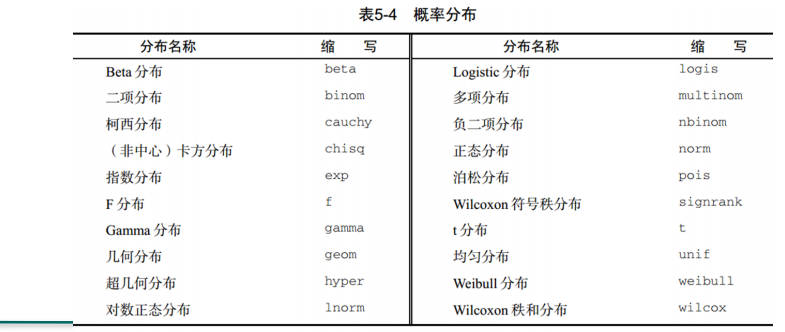 表5-4 概率分布
分布名称 缩 写 分布名称 缩 写
Beta 分布 beta Logistic 分布 logis
二项分布 binom 多项分布 multinom
柯西分布 cauchy 负二项分布 nbinom
（非中心）卡方分布 chisq 正态分布 norm
指数分布 exp 泊松分布 pois
F 分布 f Wilcoxon 符号秩分布 signrank
Gamma 分布 gamma t 分布 t
几何分布 geom 均匀分布 unif
超几何分布 hyper Weibull 分布 weibull
对数正态分布 lnorm Wilcoxon 秩和分布 wilcox